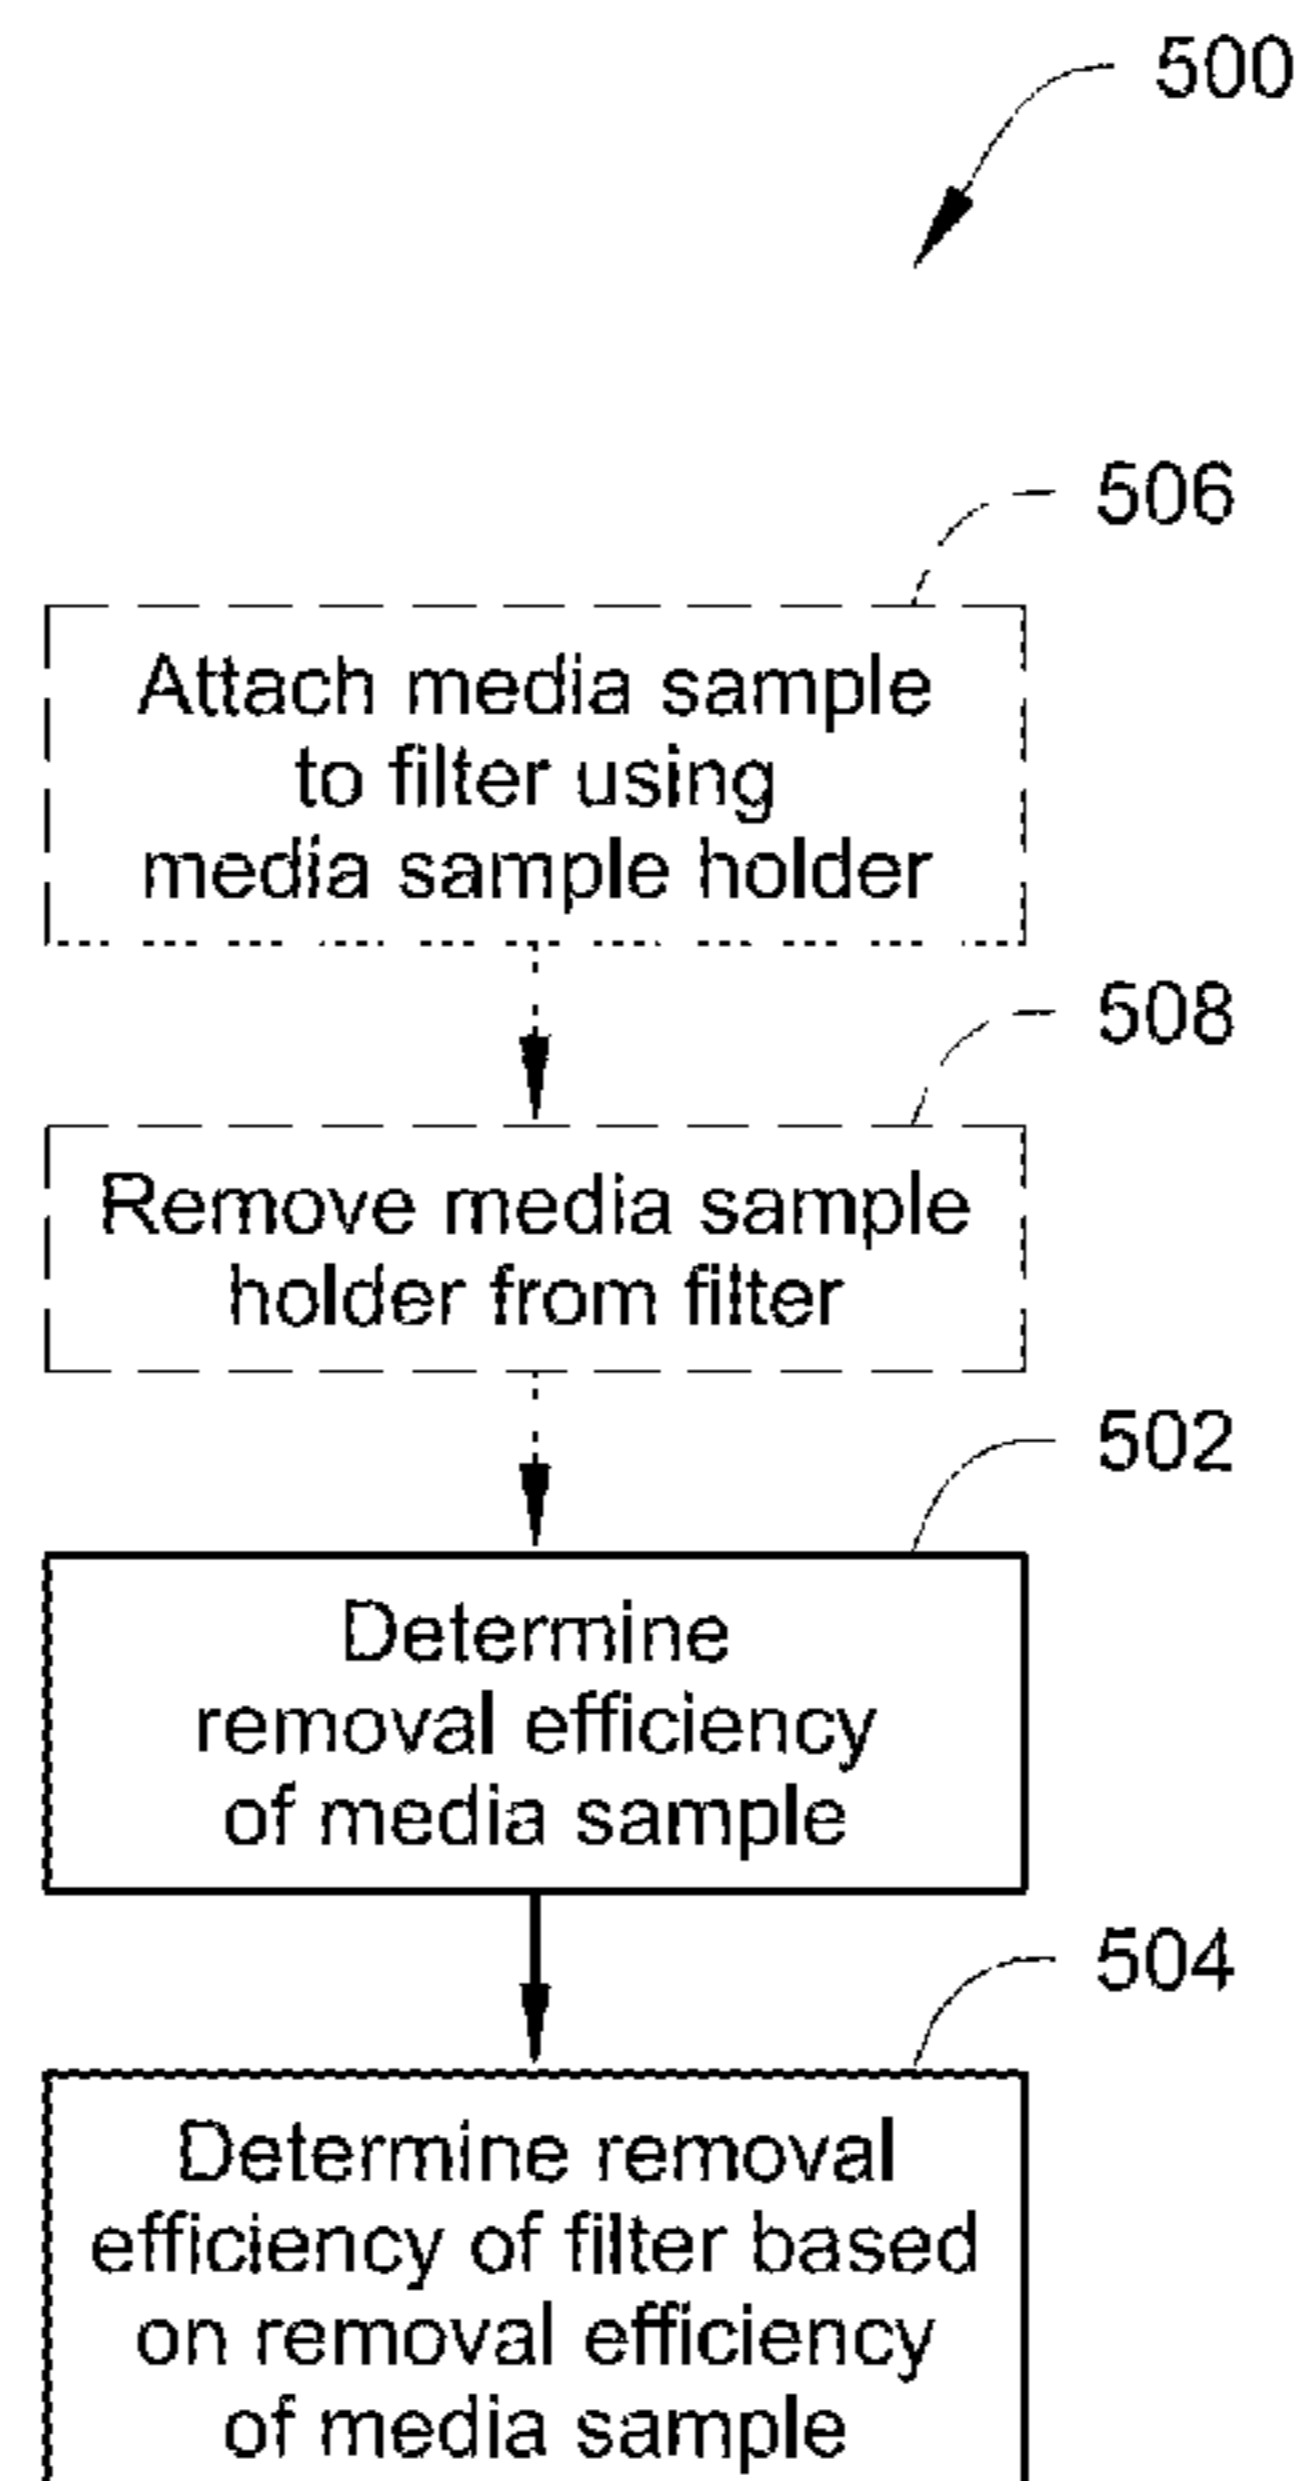 500
506
Attach media sample
to filter using
media sample holder
508
Remove media sample
holder from filter
502
Determine
removal efficiency
of media sample
504
Determine removal
efficiency of filter based
on removal efficiency
of media sample